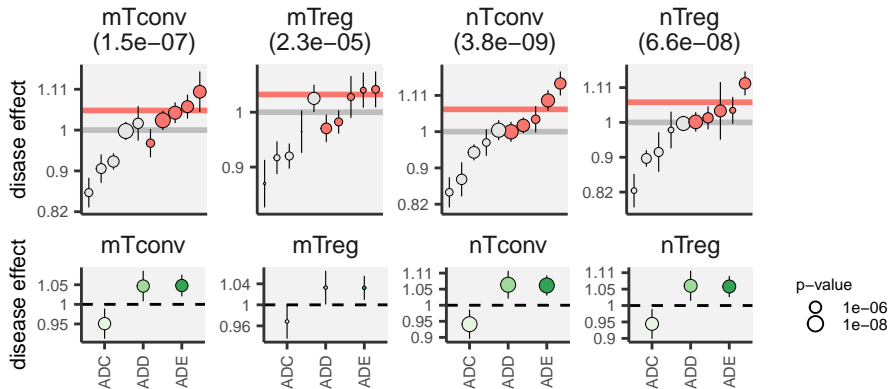 mTconv
(1.5e−07)
mTreg
(2.3e−05)
nTconv
(3.8e−09)
nTreg
(6.6e−08)
disase effect
1.11
1
0.9
0.82
1
0.9
1.11
1
0.9
0.82
1.11
1
0.9
0.82
mTconv
mTreg
nTconv
nTreg
disease effect
1.05
1
0.95
1.04
1
0.96
1.11
1.05
1
0.95
0.9
1.11
1.05
1
0.95
0.9
ADC
ADD
ADE
ADC
ADD
ADE
ADC
ADD
ADE
ADC
ADD
ADE
p−value
1e−06
1e−08